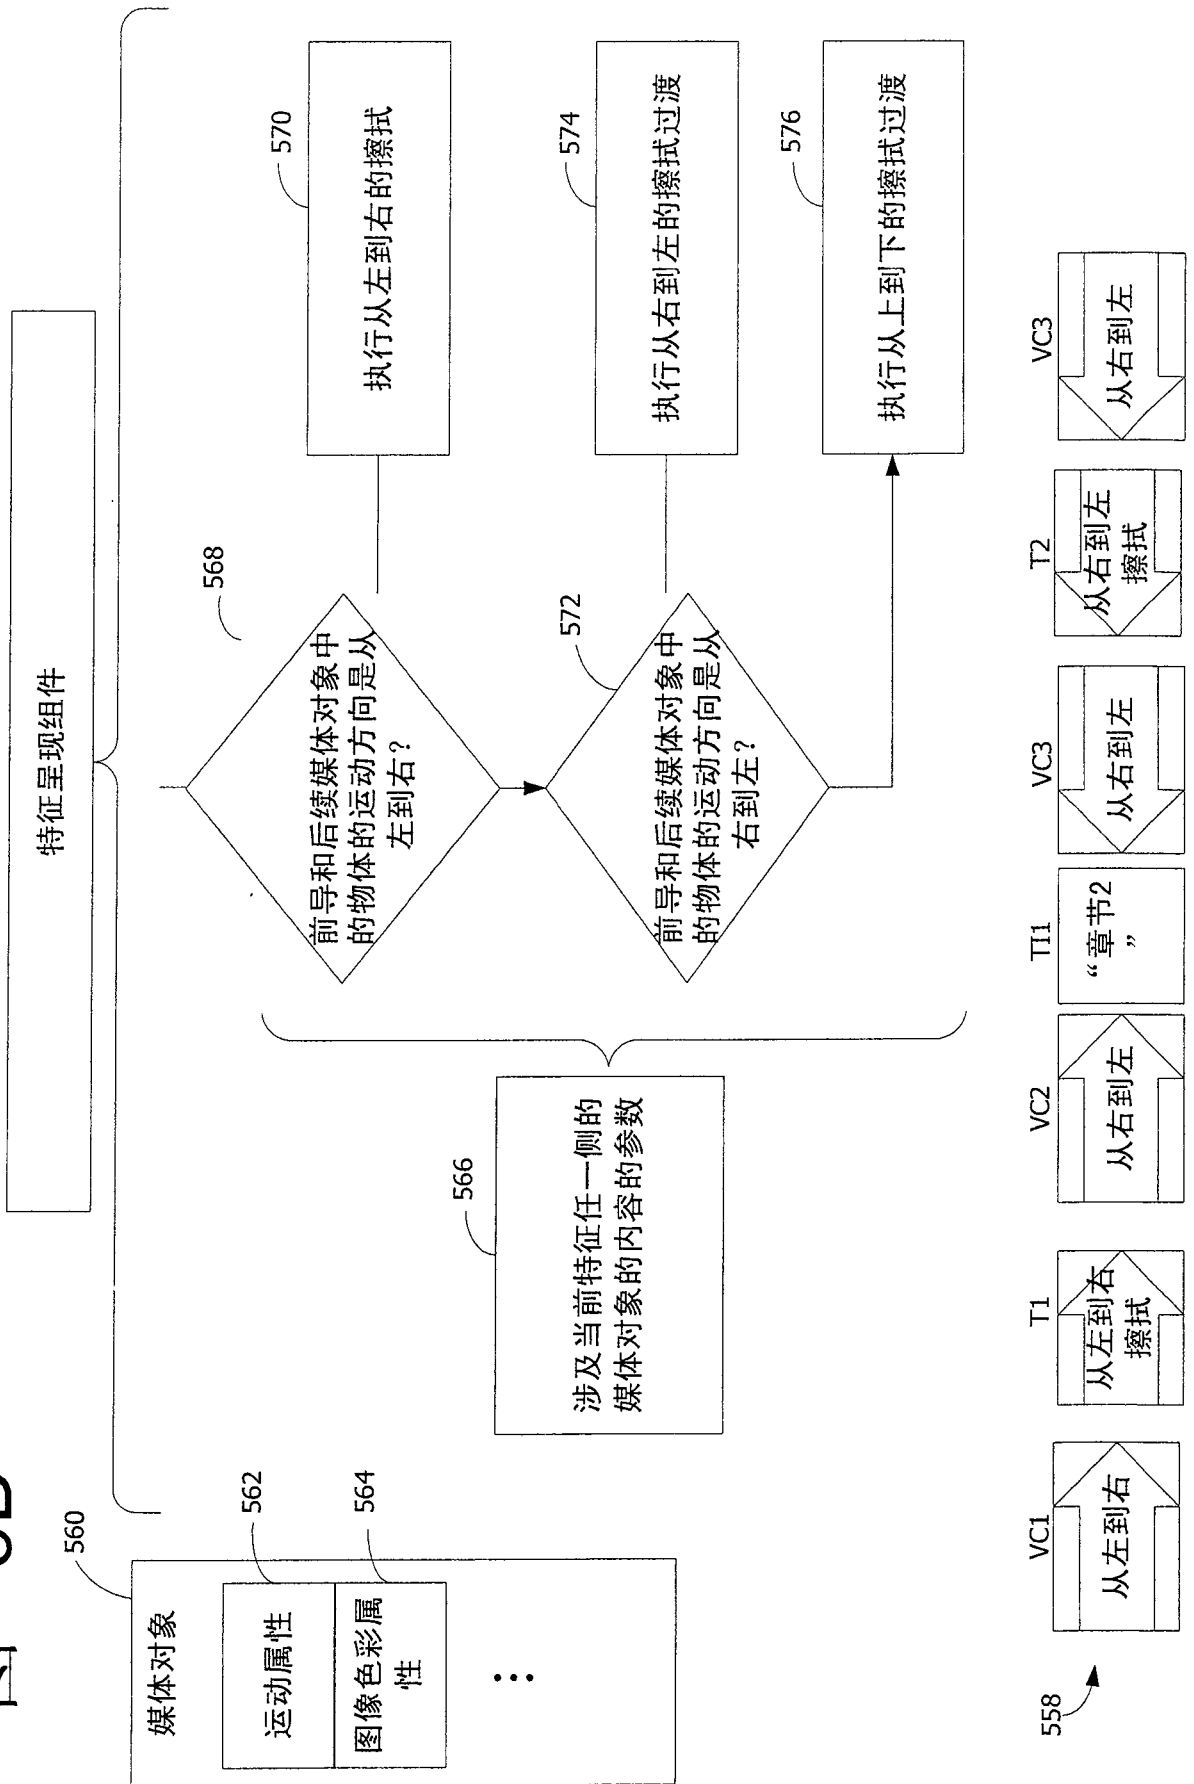 特征呈现组件
560
媒体对象
运动属性
562
图像色彩属
性
564
566
涉及当前特征任一侧的
媒体对象的内容的参数
568
前导和后续媒体对象中
的物体的运动方向是从
左到右?
570
执行从左到右的擦拭
572
前导和后续媒体对象中
的物体的运动方向是从
右到左?
574
执行从右到左的擦拭过渡
576
执行从上到下的擦拭过渡
558
VC1
从左到右
T1
从左到右
擦拭
VC2
从右到左
TI1
“章节2
”
VC3
从右到左
T2
从右到左
擦拭
VC3
从右到左